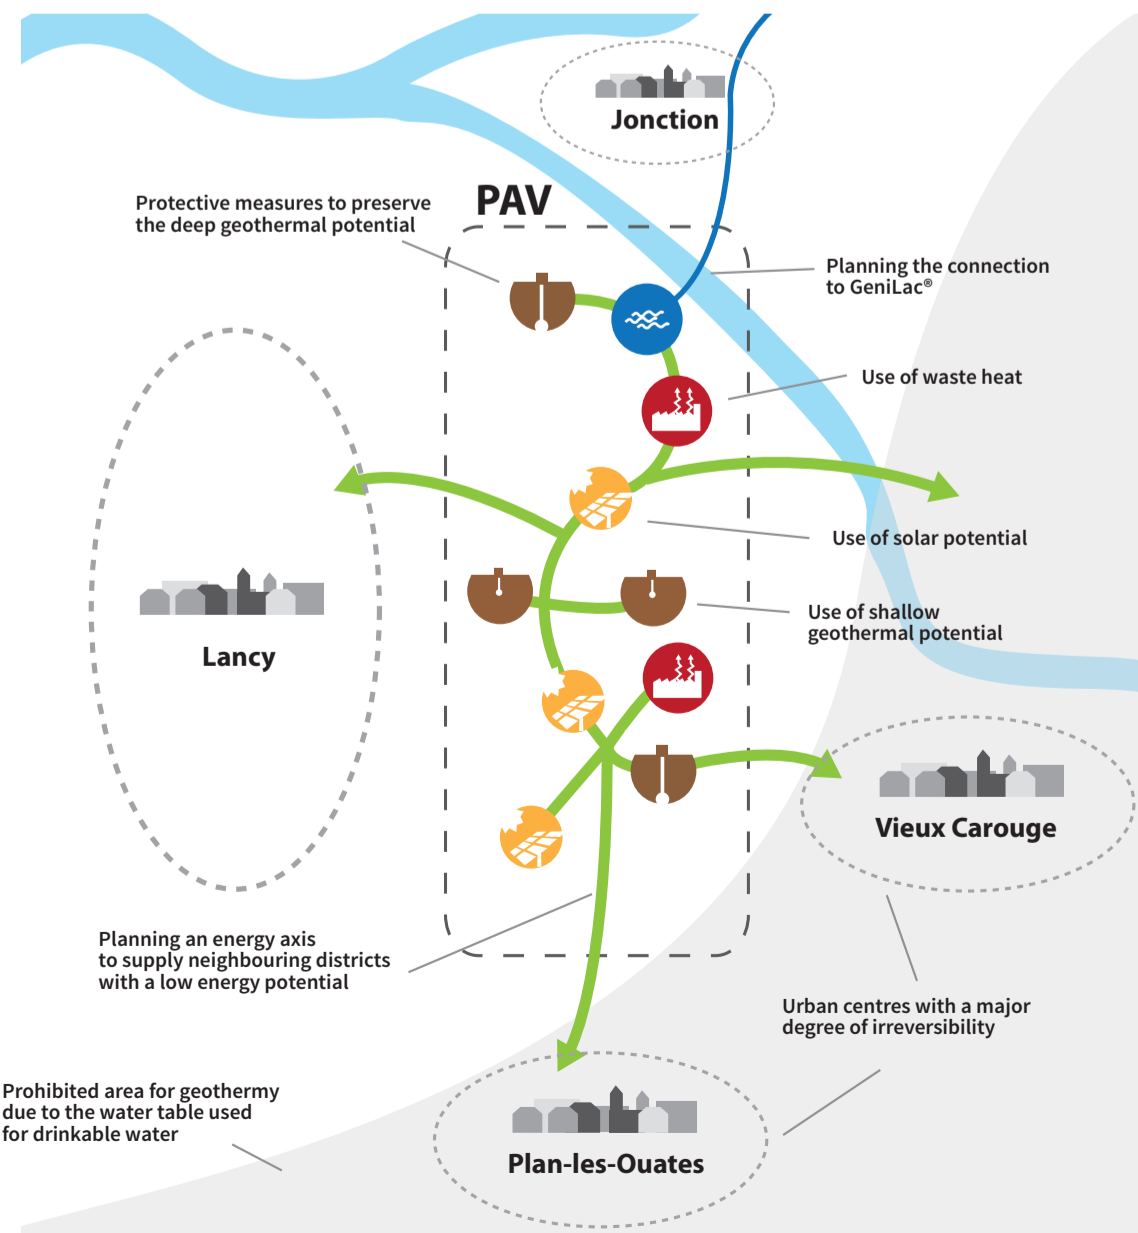 Jonction
PAV
Protective measures to preserve
the deep geothermal potential
Planning the connection
to GeniLac®
Use of waste heat
Use of solar potential
Use of shallow
geothermal potential
Lancy
Vieux Carouge
Planning an energy axis
to supply neighbouring districts
with a low energy potential
Urban centres with a major
degree of irreversibility
Prohibited area for geothermy
due to the water table used
for drinkable water
Plan-les-Ouates